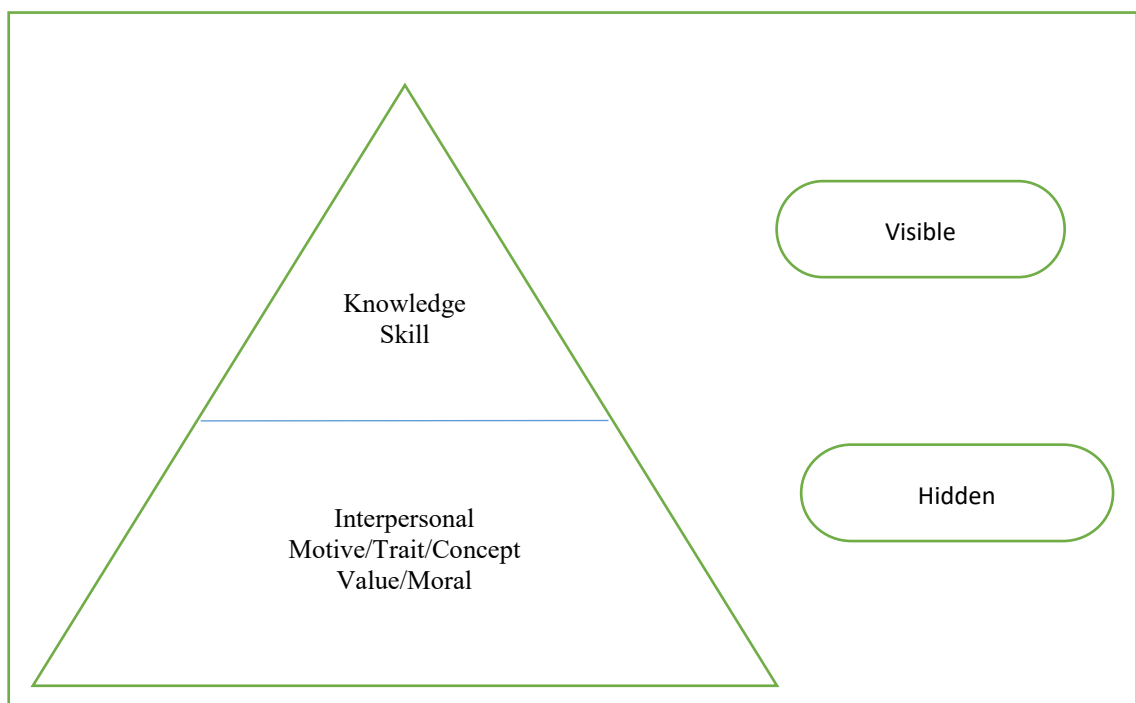 Visible
Knowledge
Skill
Hidden
Interpersonal
Motive/Trait/Concept
Value/Moral